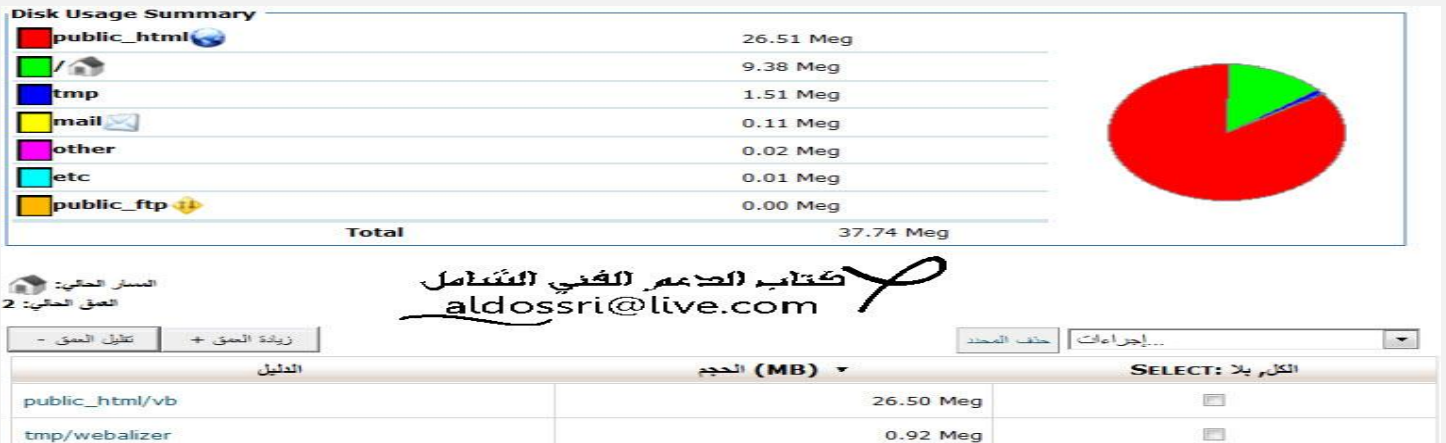 Disk Usage Summary
public_html 26.51 Meg
/ 9.38 Meg
tmp 1.51 Meg
mail 0.11 Meg
other 0.02 Meg
etc 0.01 Meg
public_ftp 0.00 Meg
Total 37.74 Meg
المسار الحالي:
العمق الحالي: 2
كتاب الدعم الفني الشامل
aldossri@live.com
تقليل العمق -
زيادة العمق +
حذف المحدد
إجراءات...
الدليل
الحجم (MB) ▼
SELECT: الكل, بلا
public_html/vb 26.50 Meg
tmp/webalizer 0.92 Meg